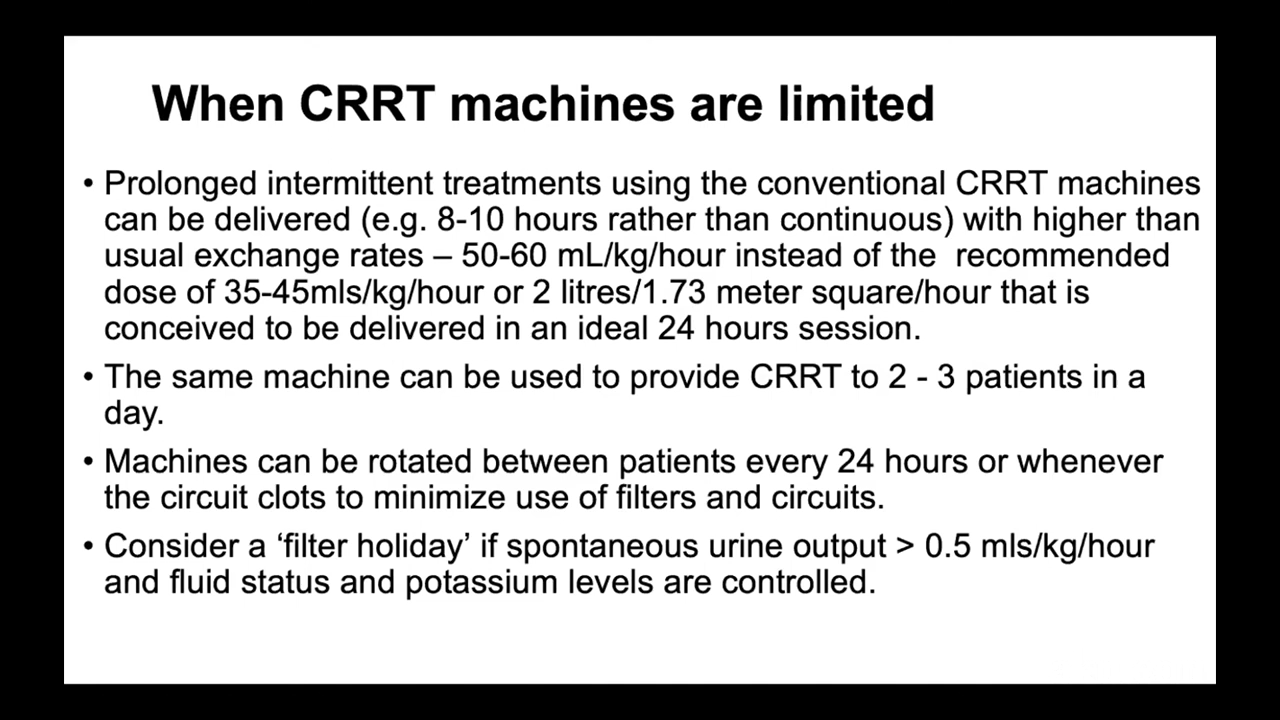 When CRRT machines are limited
• Prolonged intermittent treatments using the conventional CRRT machines
can be delivered (e.g. 8-10 hours rather than continuous) with higher than
usual exchange rates – 50-60 mL/kg/hour instead of the  recommended
dose of 35-45mls/kg/hour or 2 litres/1.73 meter square/hour that is
conceived to be delivered in an ideal 24 hours session.
• The same machine can be used to provide CRRT to 2 - 3 patients in a
day.
• Machines can be rotated between patients every 24 hours or whenever
the circuit clots to minimize use of filters and circuits.
• Consider a ‘filter holiday’ if spontaneous urine output > 0.5 mls/kg/hour
and fluid status and potassium levels are controlled.